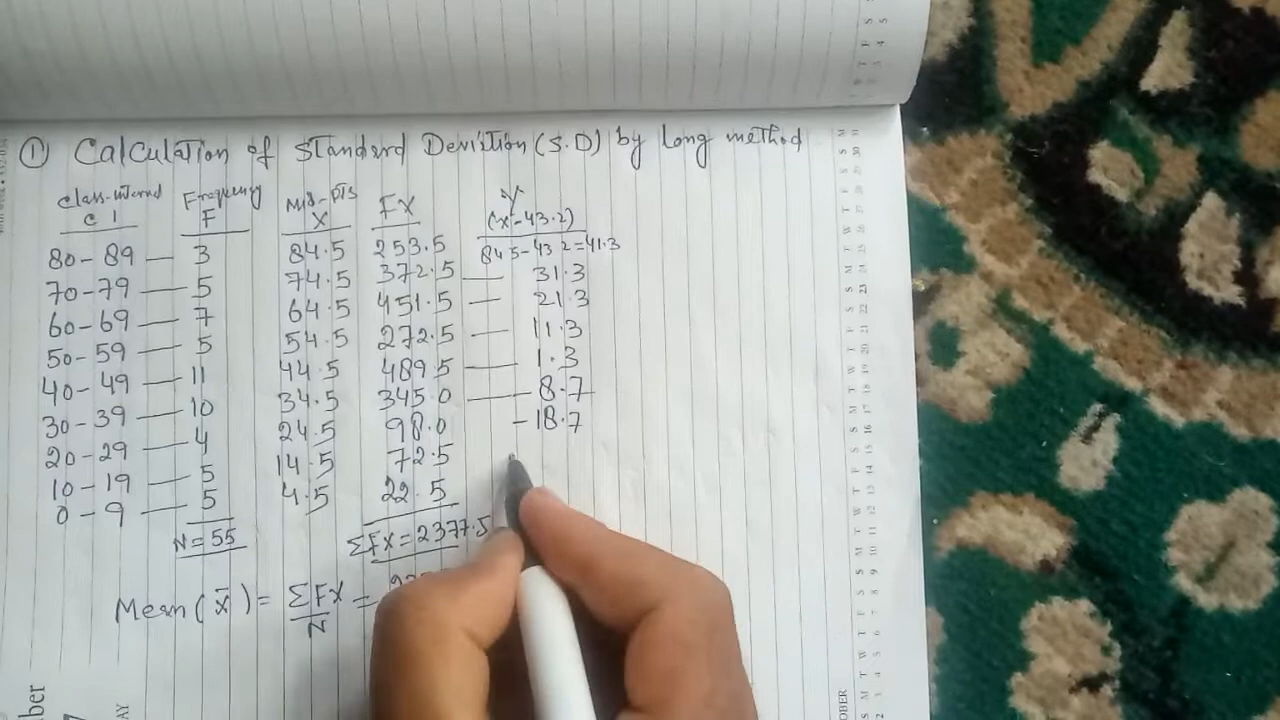 ① Calculation of Standard Deviation (S.D) by Long method
Class-interval Frequency Mid-pts FX x
C I F X (x-43.2)
80-89 — 3 84.5 253.5 84.5-43.2=41.3
70-79 — 5 74.5 372.5 — 31.3
60-69 — 7 64.5 451.5 — 21.3
50-59 — 5 54.5 272.5 — 11.3
40-49 — 11 44.5 489.5 — 1.3
30-39 — 10 34.5 345.0 — -8.7
20-29 — 4 24.5 98.0 -18.7
10-19 — 5 14.5 72.5
0-9 — 5 4.5 22.5
N=55 ΣFX=2377.5
Mean (x̄) = ΣFX/N =